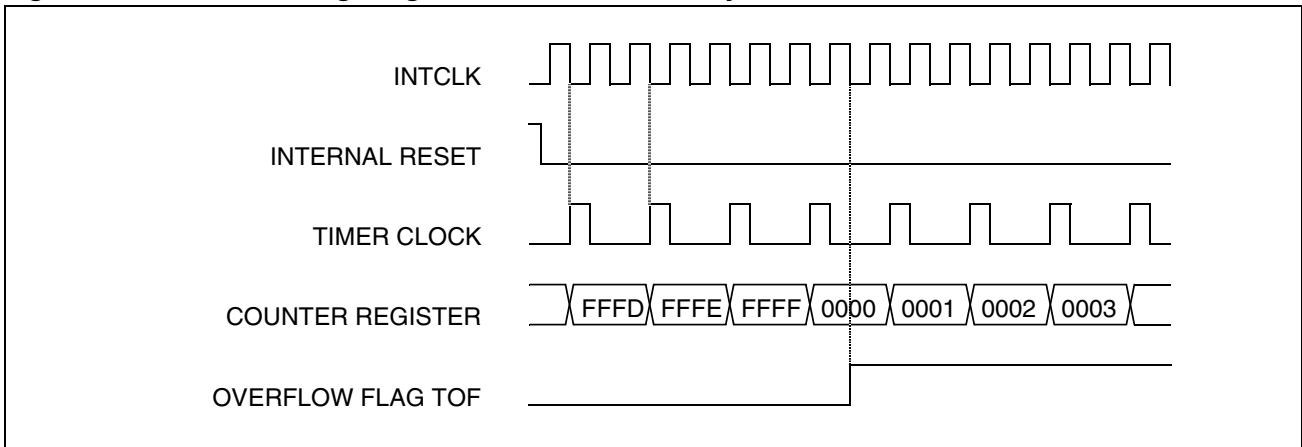 INTCLK
INTERNAL RESET
TIMER CLOCK
COUNTER REGISTER FFFD FFFE FFFF 0000 0001 0002 0003
OVERFLOW FLAG TOF